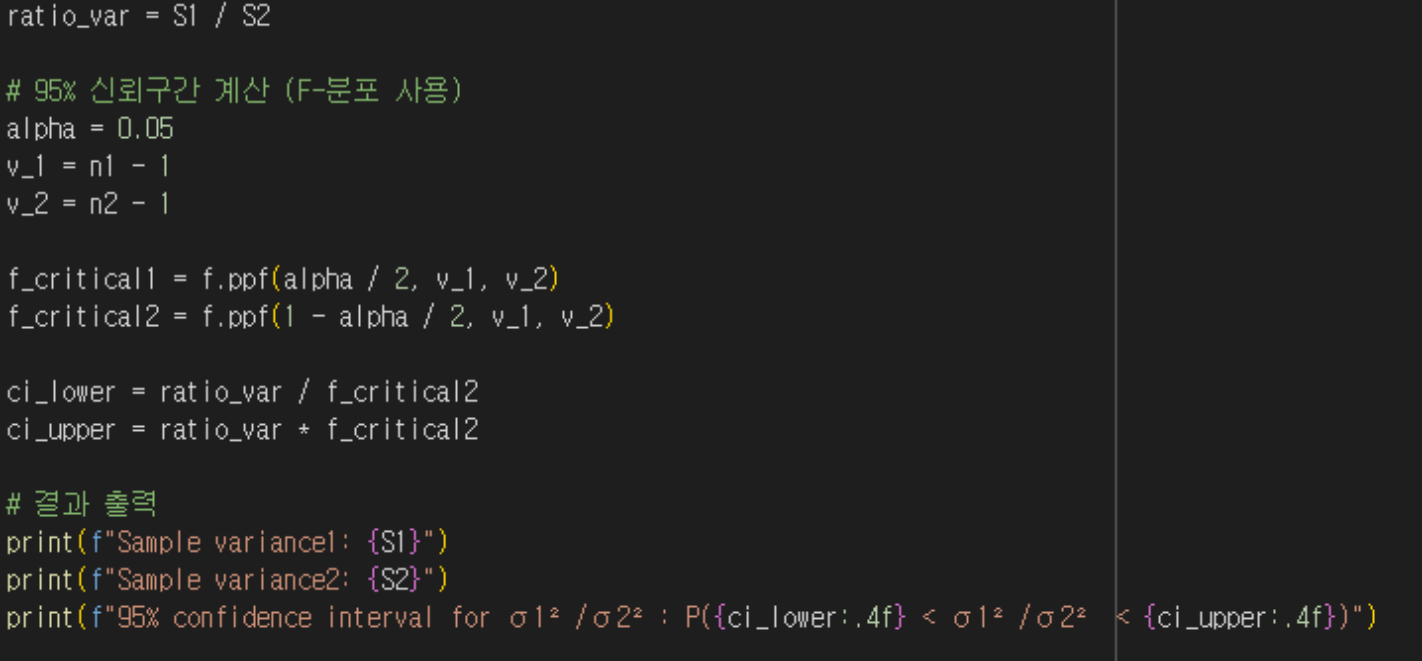 ratio_var = S1 / S2
# 95% 신뢰구간 계산 (F-분포 사용)
alpha = 0.05
v_1 = n1 - 1
v_2 = n2 - 1
f_critical1 = f.ppf(alpha / 2, v_1, v_2)
f_critical2 = f.ppf(1 - alpha / 2, v_1, v_2)
ci_lower = ratio_var / f_critical2
ci_upper = ratio_var * f_critical2
# 결과 출력
print(f"Sample variance1: {S1}")
print(f"Sample variance2: {S2}")
print(f"95% confidence interval for σ1²/σ2² : P({ci_lower:.4f} < σ1²/σ2² < {ci_upper:.4f})")